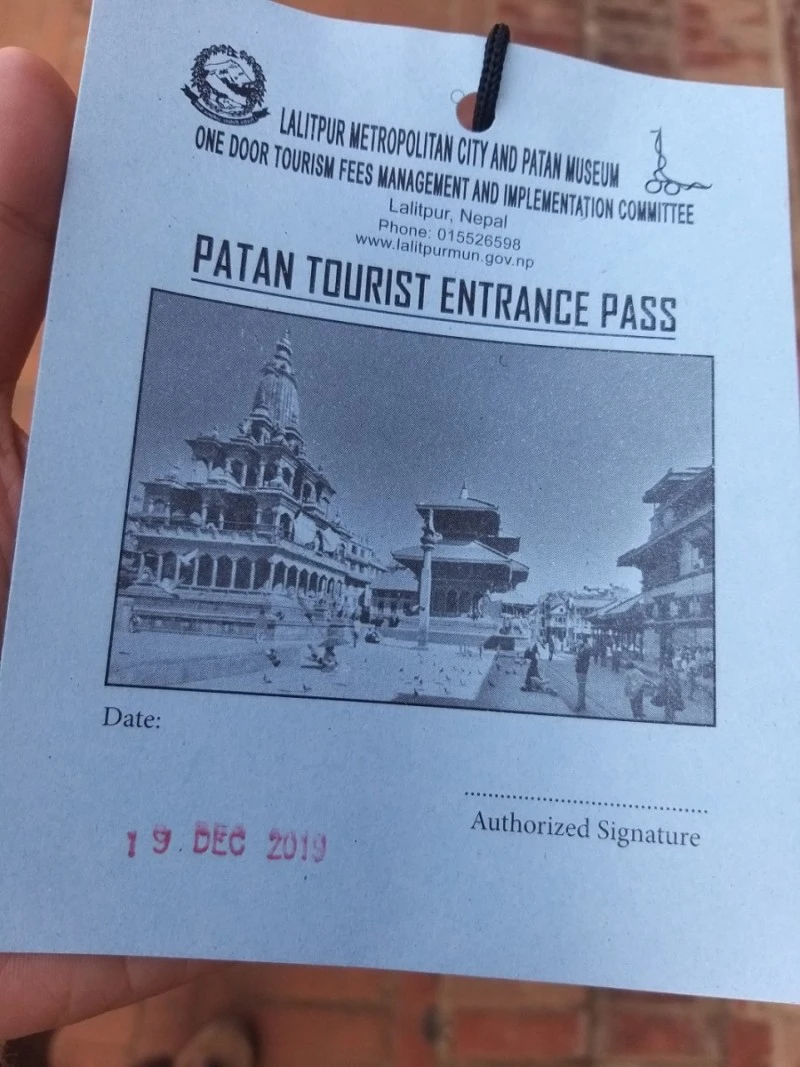 LALITPUR METROPOLITAN CITY AND PATAN MUSEUM
ONE DOOR TOURISM FEES MANAGEMENT AND IMPLEMENTATION COMMITTEE
Lalitpur, Nepal
Phone: 015526598
www.lalitpurmun.gov.np
PATAN TOURIST ENTRANCE PASS
Date:
19. DEC 2019
Authorized Signature